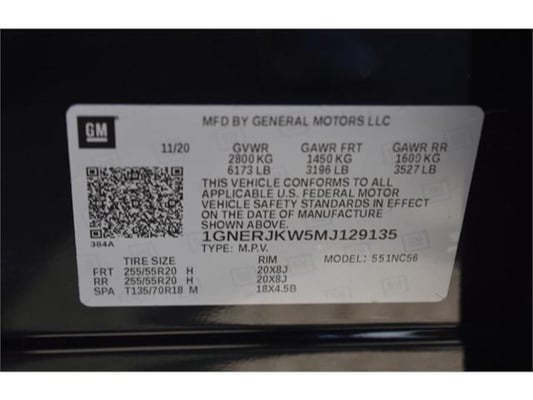 GM
MFD BY GENERAL MOTORS LLC
11/20 GVWR GAWR FRT GAWR RR
2800 KG 1450 KG 1600 KG
6173 LB 3196 LB 3527 LB
THIS VEHICLE CONFORMS TO ALL
APPLICABLE U.S. FEDERAL MOTOR
VEHICLE SAFETY STANDARDS IN EFFECT
ON THE DATE OF MANUFACTURE
SHOWN ABOVE.
384A
1GNERJKW5MJ129135
TYPE: M.P.V. MODEL: 551NC56
TIRE SIZE RIM
FRT 255/55R20 H 20X8J
RR 255/55R20 H 20X8J
SPA T135/70R18 M 18X4.5B